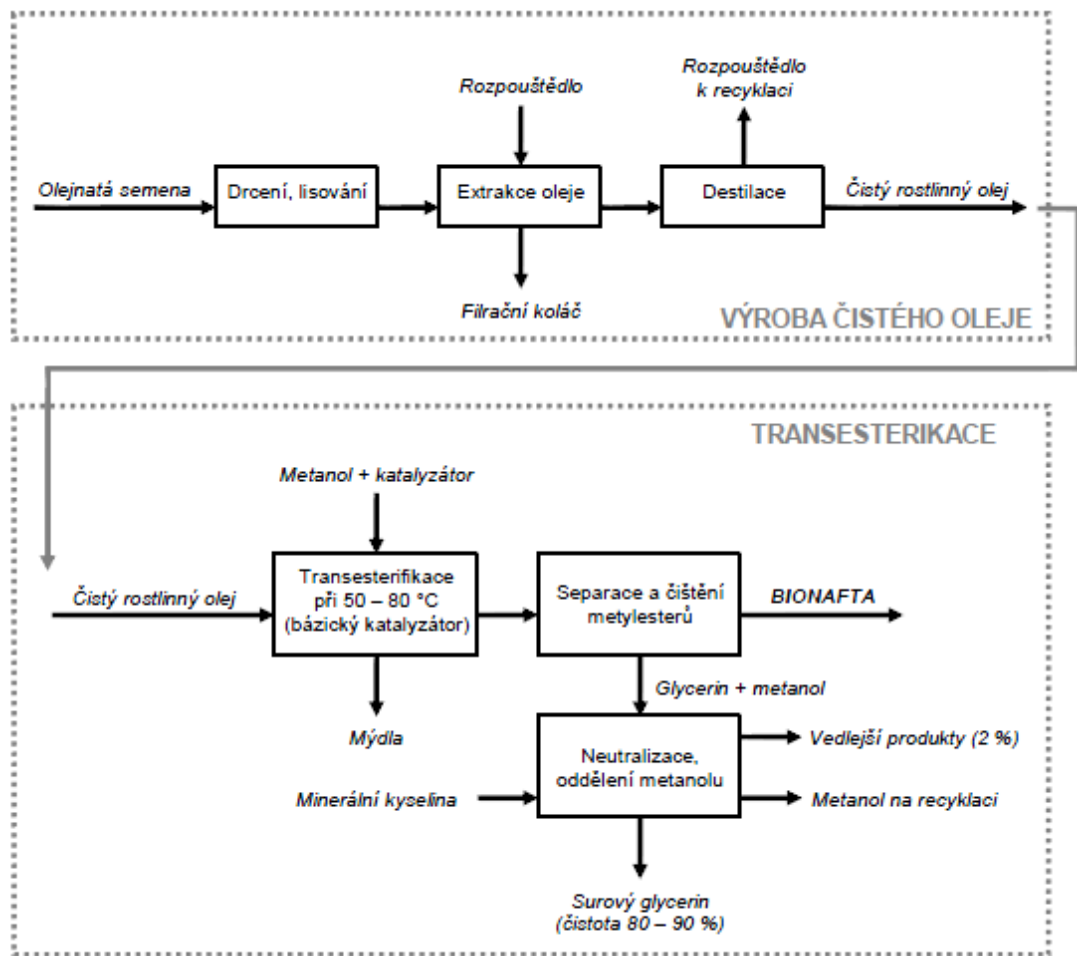 Rozpouštědlo
Rozpouštědlo
k recyklaci
Olejnatá semena
Drcení, lisování
Extrakce oleje
Destilace
Čistý rostlinný olej
Filrační koláč
VÝROBA ČISTÉHO OLEJE
TRANSESTERIKACE
Metanol + katalyzátor
Čistý rostlinný olej
Transesterifikace
při 50 – 80 °C
(bázický katalyzátor)
Separace a čištění
metylesterů
BIONAFTA
Glycerin + metanol
Mýdla
Neutralizace,
oddělení metanolu
Vedlejší produkty (2 %)
Minerální kyselina
Metanol na recyklaci
Surový glycerin
(čistota 80 – 90 %)